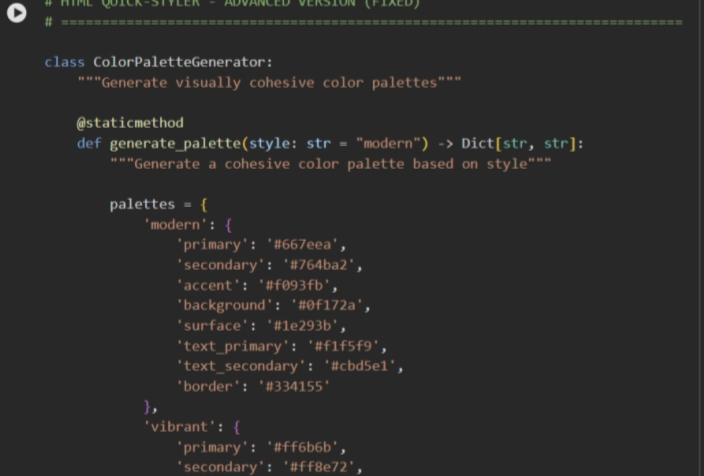 # HTML QUICK-STYLER - ADVANCED VERSION (FIXED)
# ============================================================================
class ColorPaletteGenerator:
"""Generate visually cohesive color palettes"""
@staticmethod
def generate_palette(style: str = "modern") -> Dict[str, str]:
"""Generate a cohesive color palette based on style"""
palettes = {
'modern': {
'primary': '#667eea',
'secondary': '#764ba2',
'accent': '#f093fb',
'background': '#0f172a',
'surface': '#1e293b',
'text_primary': '#f1f5f9',
'text_secondary': '#cbd5e1',
'border': '#334155'
},
'vibrant': {
'primary': '#ff6b6b',
'secondary': '#ff8e72',